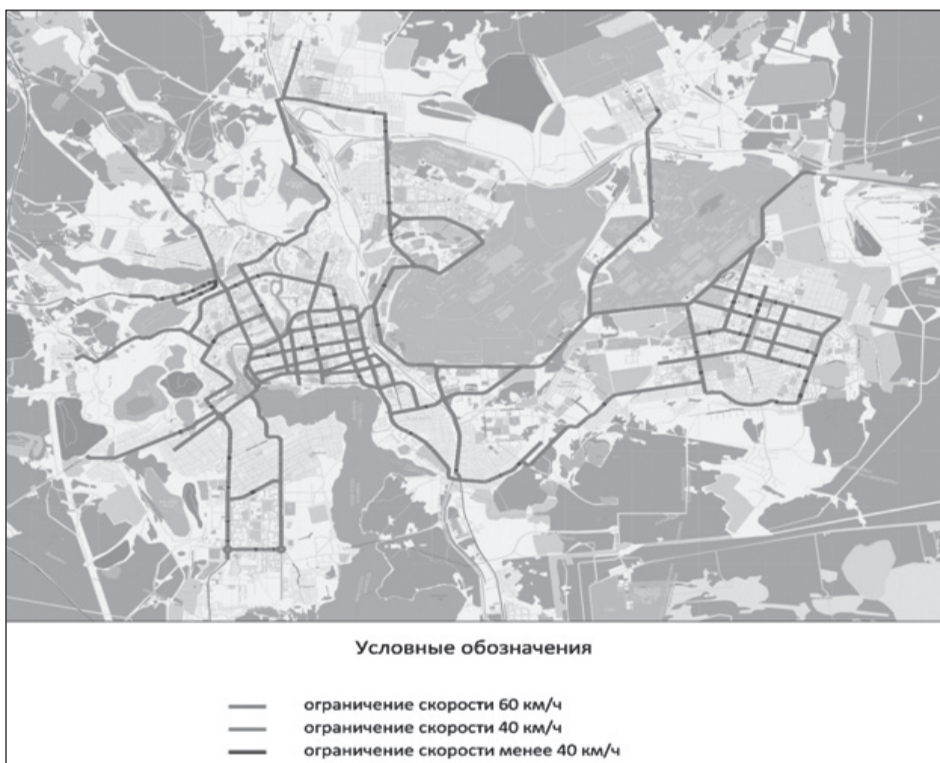 Условные обозначения
ограничение скорости 60 км/ч
ограничение скорости 40 км/ч
ограничение скорости менее 40 км/ч